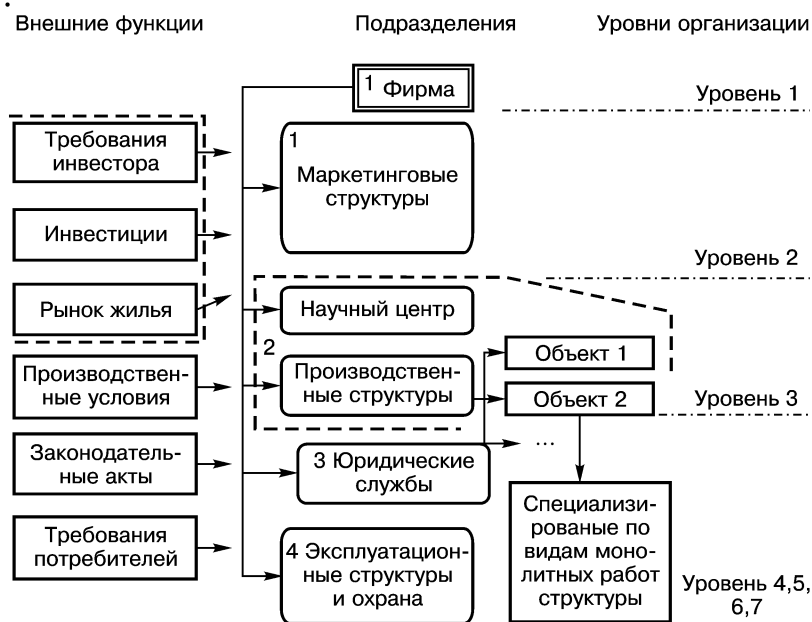 Внешние функции
Подразделения
Уровни организации
1 Фирма
Уровень 1
Требования
инвестора
1
Маркетинговые
структуры
Инвестиции
Уровень 2
Рынок жилья
Научный центр
2
Объект 1
Производствен-
ные условия
Производствен-
ные структуры
Объект 2
Уровень 3
...
Законодатель-
ные акты
3 Юридические
службы
Специализи-
рованые по
видам моно-
литных работ
структуры
Требования
потребителей
4 Эксплуатацион-
ные структуры
и охрана
Уровень 4,5,
6,7